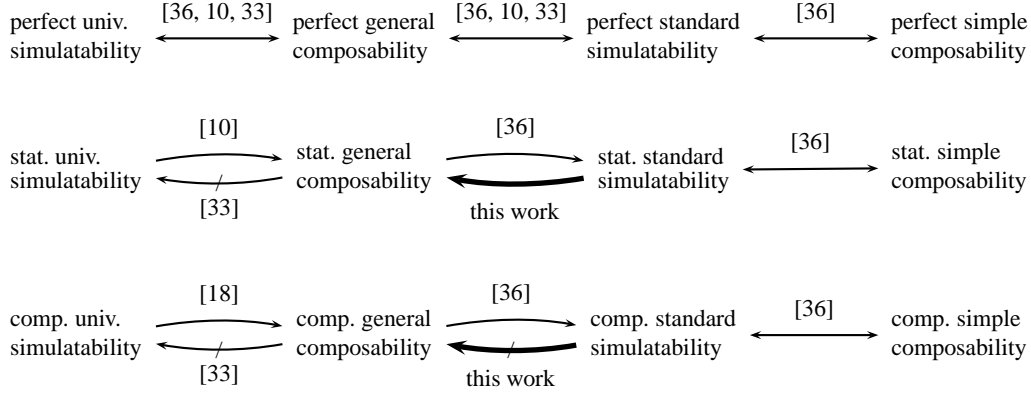 [36, 10, 33] [36, 10, 33] [36]
perfect univ. perfect general perfect standard perfect simple
simulatability composability simulatability composability
[10] [36] [36]
stat. univ. stat. general stat. standard stat. simple
simulatability composability simulatability composability
[33] this work
[18] [36] [36]
comp. univ. comp. general comp. standard comp. simple
simulatability composability simulatability composability
[33] this work